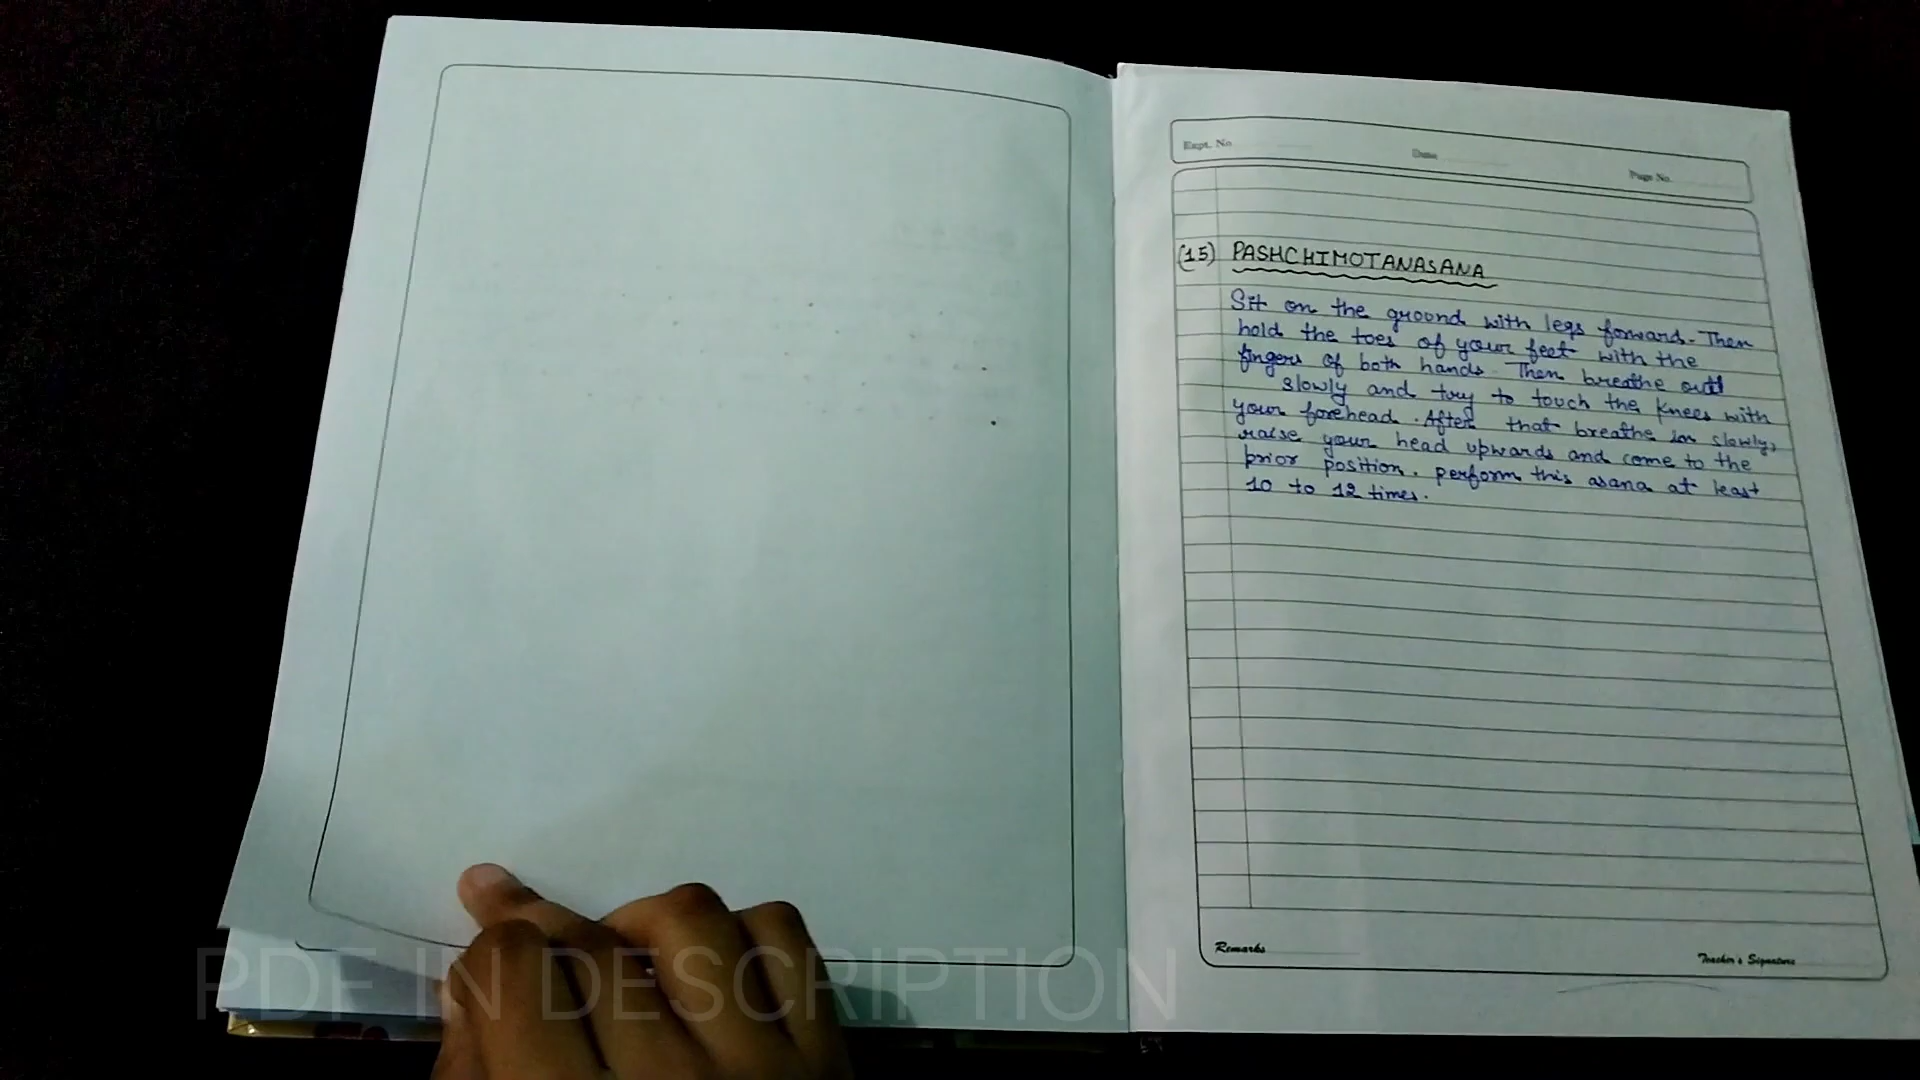 Expt. No
Date
Page No.
(15) PASHCHIMOTANASANA
Sit on the ground with legs forward. Then
hold the toes of your feet with the
fingers of both hands. Then breathe out
slowly and try to touch the knees with
your forehead. After that breathe in slowly,
raise your head upwards and come to the
prior position. perform this asana at least
10 to 12 times.
Remarks
Teacher's Signature
PDF IN DESCRIPTION